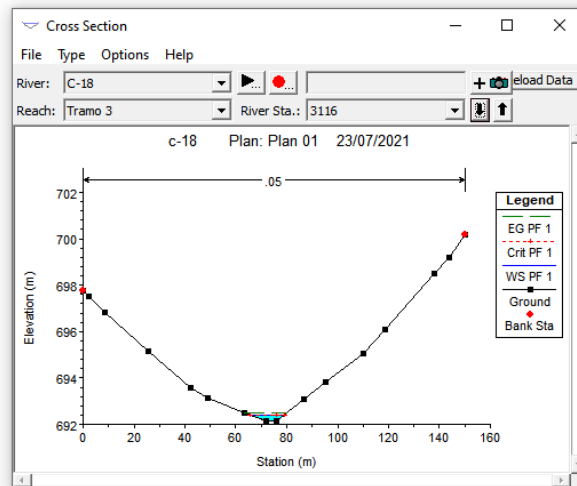 Cross Section
File Type Options Help
River: C-18 eload Data
Reach: Tramo 3 River Sta.: 3116
c-18 Plan: Plan 01 23/07/2021
.05
702
700
698
696
694
692
Elevation (m)
0 20 40 60 80 100 120 140 160
Station (m)
Legend
EG PF 1
Crit PF 1
WS PF 1
Ground
Bank Sta